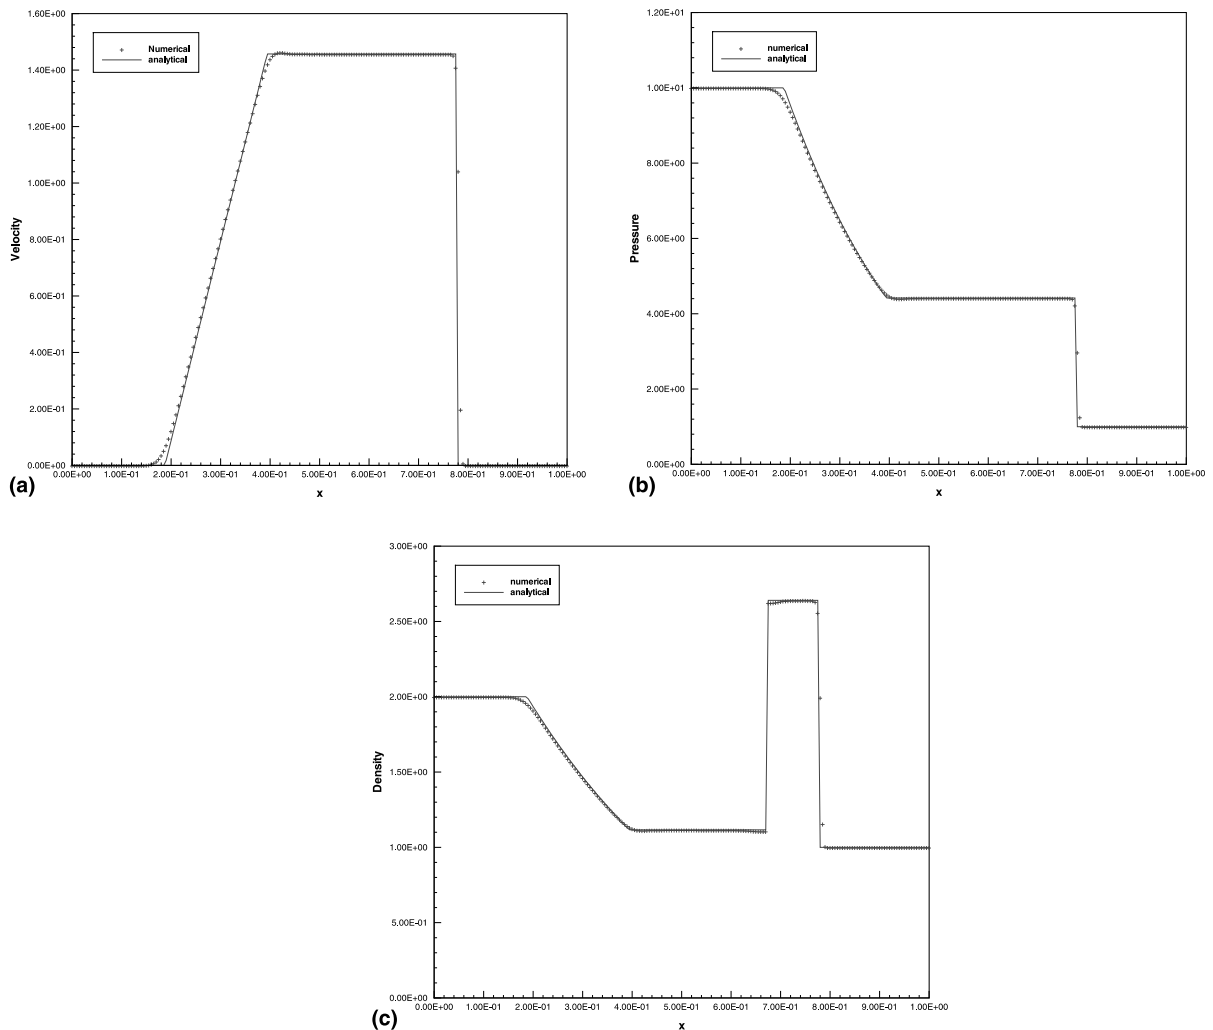 1.60E+00
1.40E+00
1.20E+00
1.00E+00
8.00E-01
6.00E-01
4.00E-01
2.00E-01
0.00E+00
Velocity
Numerical
analytical
0.00E+00 1.00E-01 2.00E-01 3.00E-01 4.00E-01 5.00E-01 6.00E-01 7.00E-01 8.00E-01 9.00E-01 1.00E+00
x
(a)
1.20E+01
1.00E+01
8.00E+00
6.00E+00
4.00E+00
2.00E+00
0.00E+00
Pressure
numerical
analytical
0.00E+00 1.00E-01 2.00E-01 3.00E-01 4.00E-01 5.00E-01 6.00E-01 7.00E-01 8.00E-01 9.00E-01 1.00E+00
x
(b)
3.00E+00
2.50E+00
2.00E+00
1.50E+00
1.00E+00
5.00E-01
0.00E+00
Density
numerical
analytical
0.00E+00 1.00E-01 2.00E-01 3.00E-01 4.00E-01 5.00E-01 6.00E-01 7.00E-01 8.00E-01 9.00E-01 1.00E+00
x
(c)